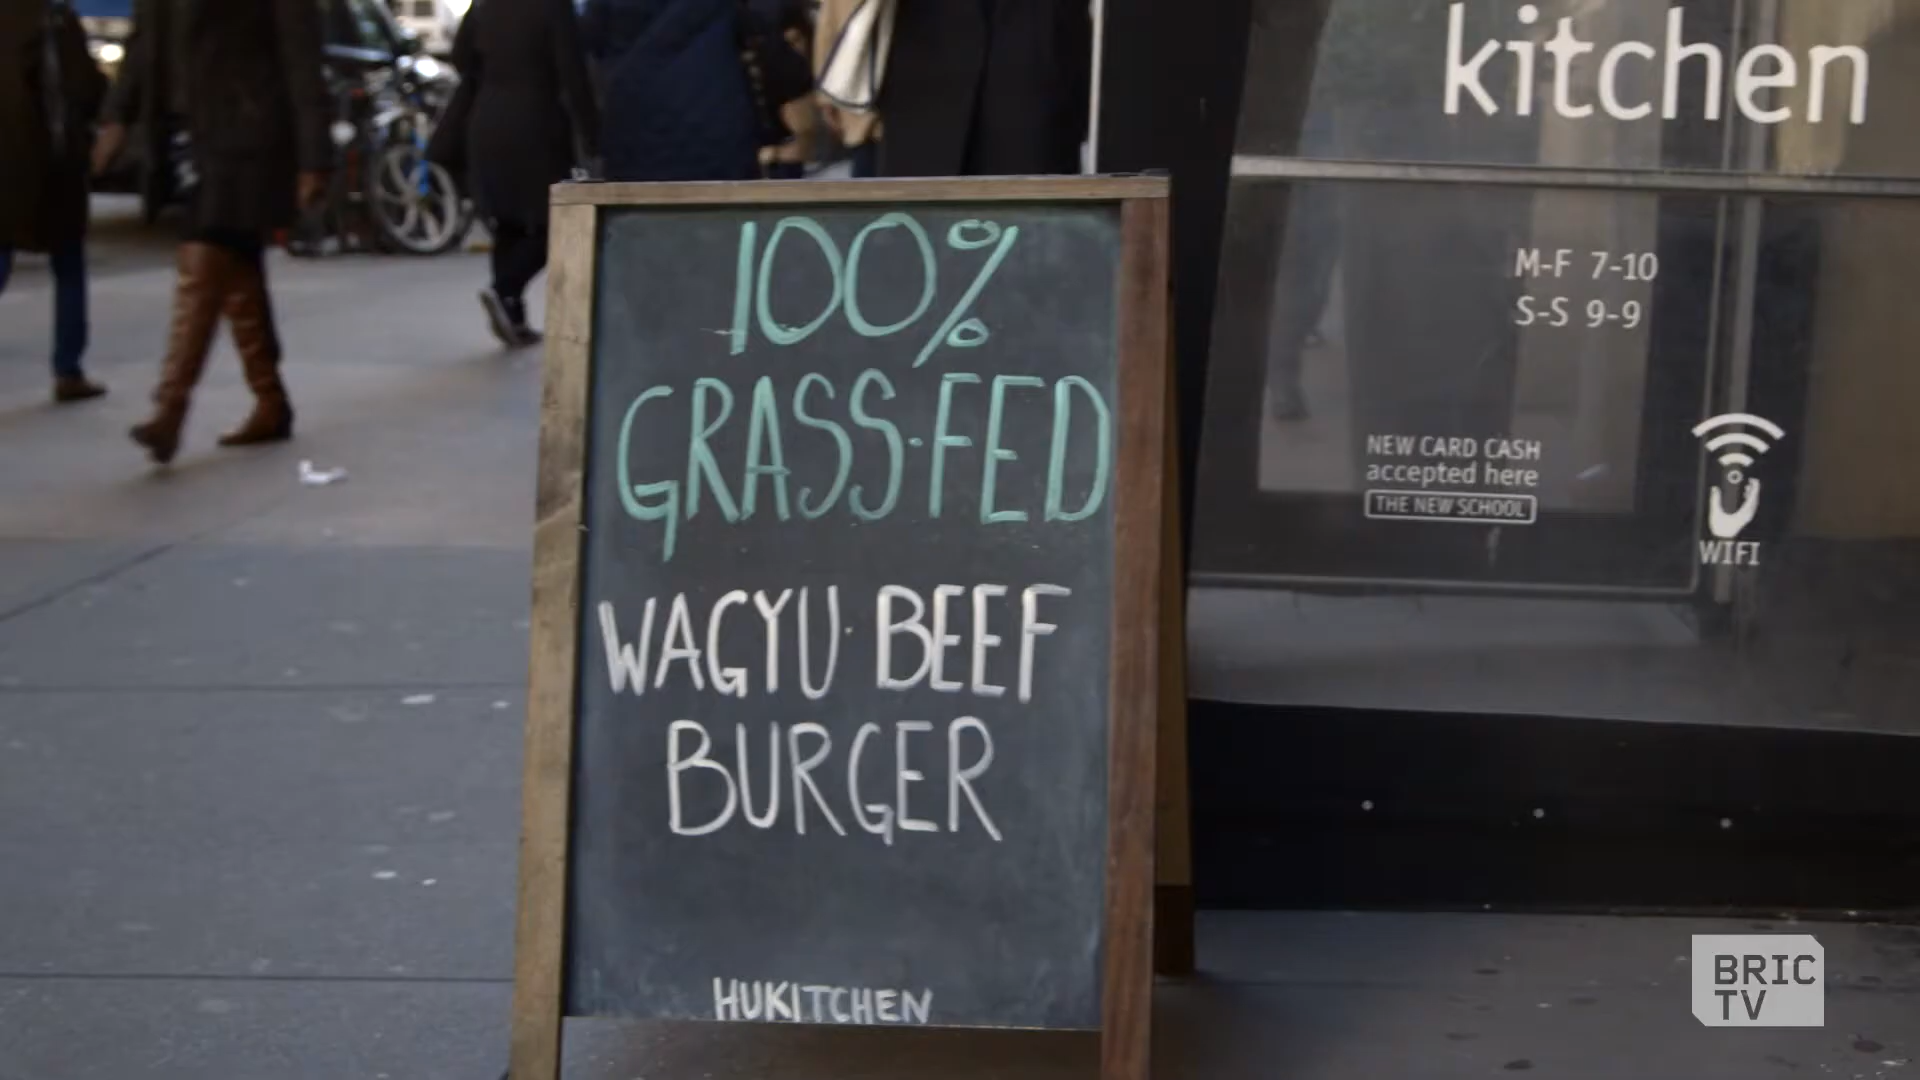 100%
GRASS-FED
WAGYU BEEF
BURGER
HUKITCHEN
kitchen
M-F 7-10
S-S 9-9
NEW CARD CASH
accepted here
THE NEW SCHOOL
WIFI
BRIC
TV